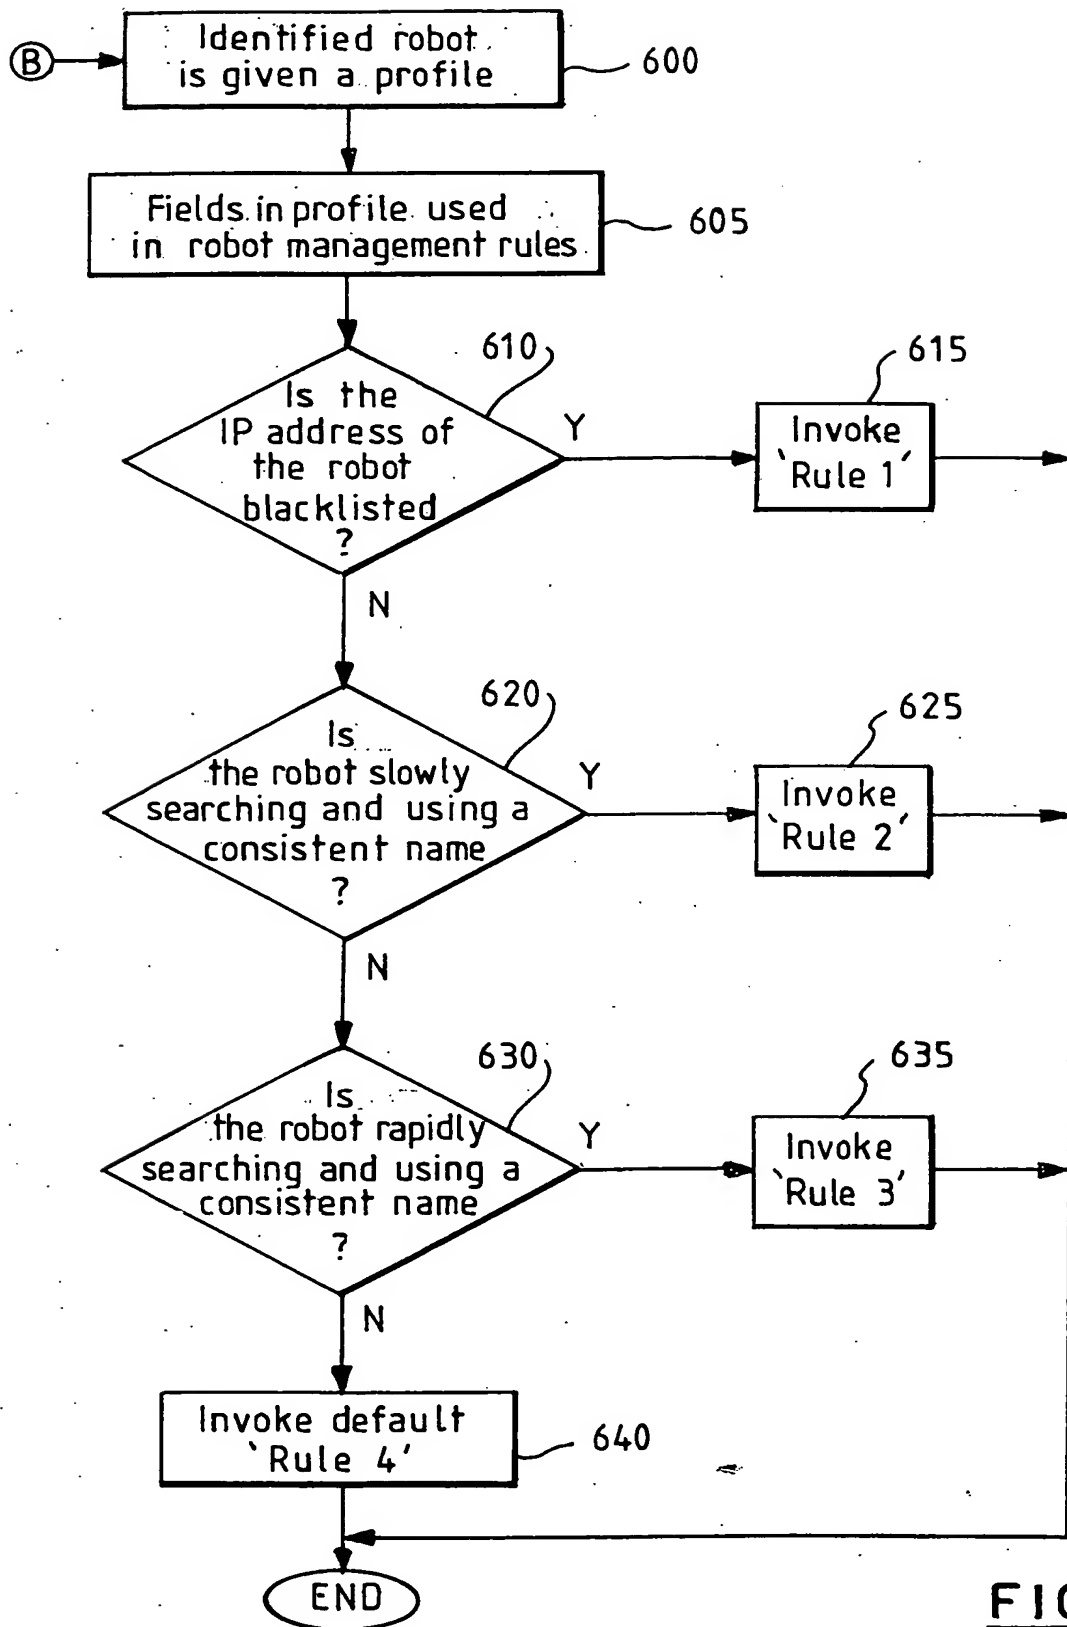 B
Identified robot
is given a profile
600
Fields in profile used
in robot management rules
605
610
Is the
IP address of
the robot
blacklisted
?
Y
615
Invoke
'Rule 1'
N
620
Is
the robot slowly
searching and using a
consistent name
?
Y
625
Invoke
'Rule 2'
N
630
Is
the robot rapidly
searching and using a
consistent name
?
Y
635
Invoke
'Rule 3'
N
Invoke default
'Rule 4'
640
END